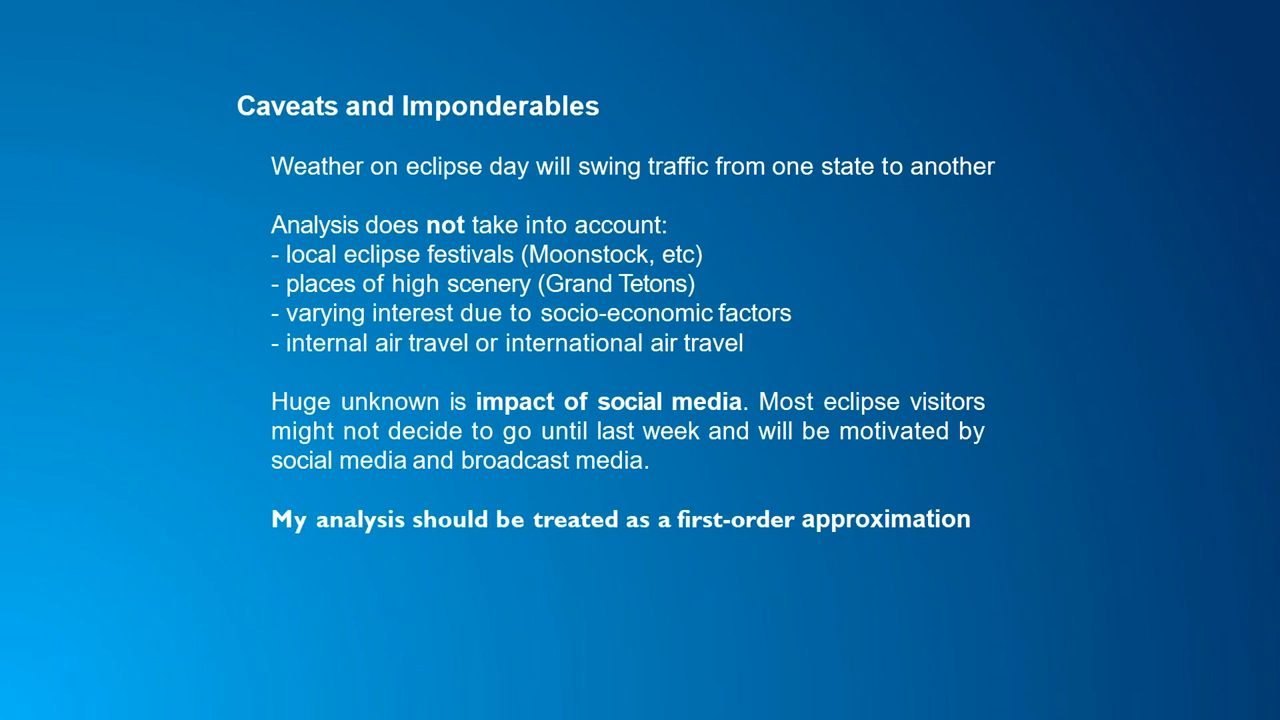 Caveats and Imponderables
Weather on eclipse day will swing traffic from one state to another
Analysis does not take into account:
- local eclipse festivals (Moonstock, etc)
- places of high scenery (Grand Tetons)
- varying interest due to socio-economic factors
- internal air travel or international air travel
Huge unknown is impact of social media. Most eclipse visitors
might not decide to go until last week and will be motivated by
social media and broadcast media.
My analysis should be treated as a first-order approximation